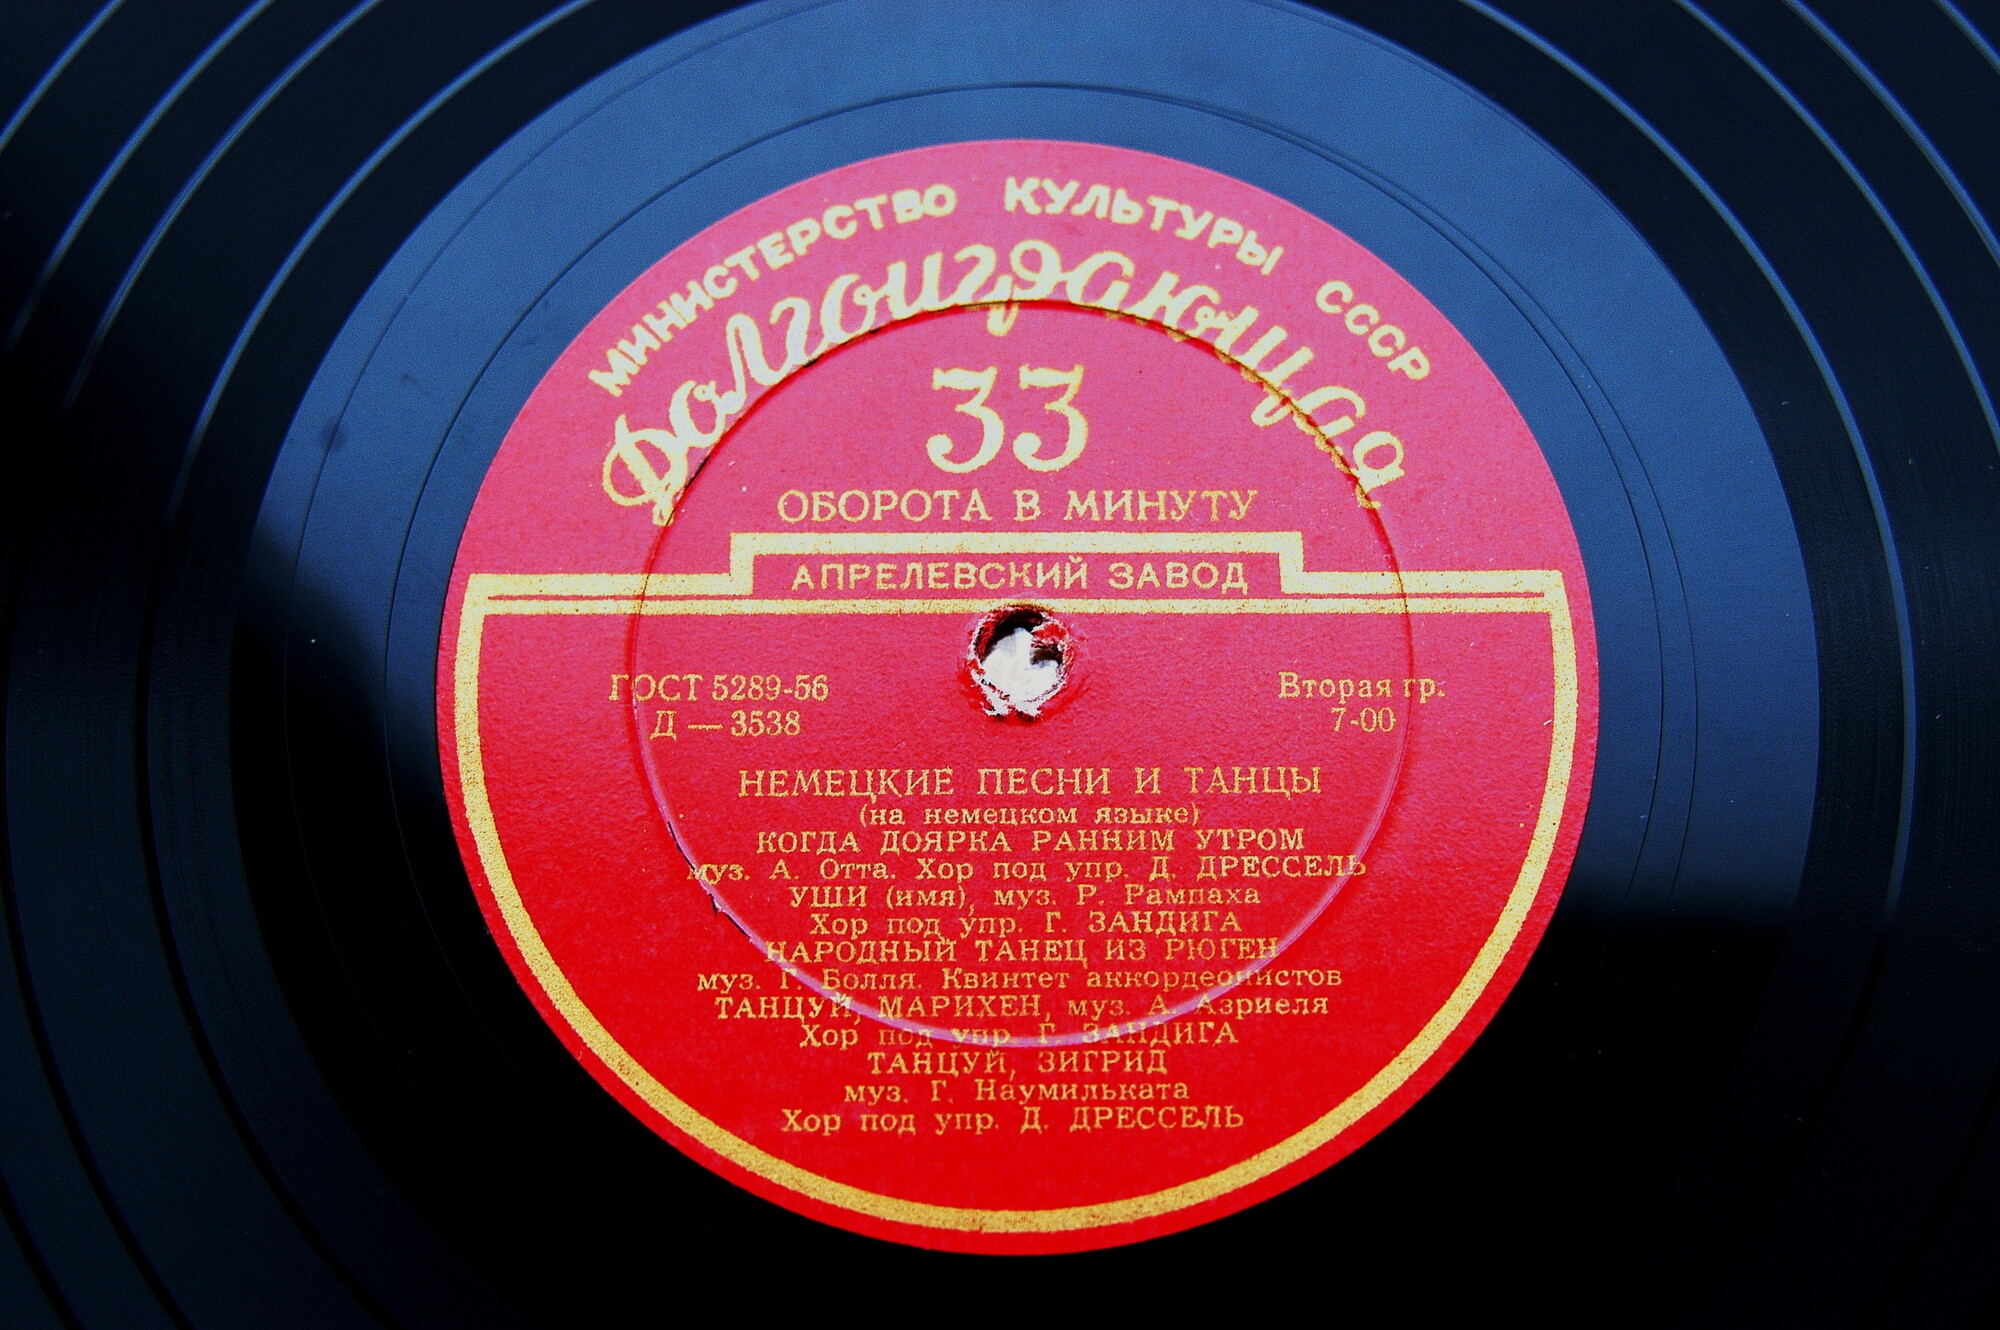 МИНИСТЕРСТВО КУЛЬТУРЫ СССР
Долгоиграющая
33
ОБОРОТА В МИНУТУ
АПРЕЛЕВСКИЙ ЗАВОД
ГОСТ 5289-56 Вторая гр.
Д — 3538 7-00
НЕМЕЦКИЕ ПЕСНИ И ТАНЦЫ
(на немецком языке)
КОГДА ДОЯРКА РАННИМ УТРОМ
муз. А. Отта. Хор под упр. Д. ДРЕССЕЛЬ
УШИ (имя), муз. Р. Рампаха
Хор под упр. Г. ЗАНДИГА
НАРОДНЫЙ ТАНЕЦ ИЗ РЮГЕН
муз. Г. Болля. Квинтет аккордеонистов
ТАНЦУЙ, МАРИХЕН, муз. А. Азриеля
Хор под упр. Г. ЗАНДИГА
ТАНЦУЙ, ЗИГРИД
муз. Г. Наумильката
Хор под упр. Д. ДРЕССЕЛЬ